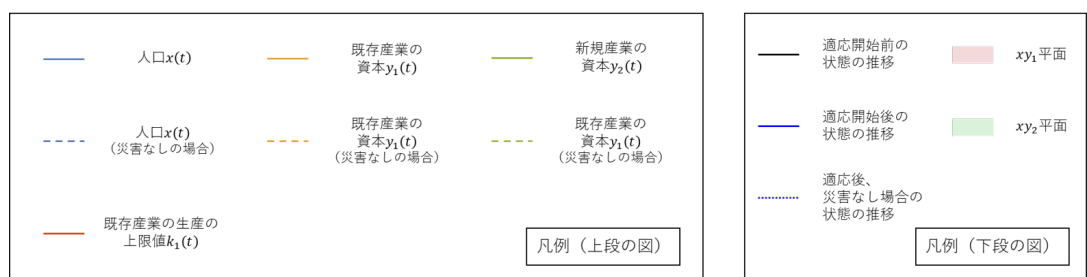 人口x(t)
既存産業の
資本y₁(t)
新規産業の
資本y₂(t)
人口x(t)
(災害なしの場合)
既存産業の
資本y₁(t)
(災害なしの場合)
既存産業の
資本y₁(t)
(災害なしの場合)
既存産業の生産の
上限値k₁(t)
凡例（上段の図）
適応開始前の
状態の推移
xy₁平面
適応開始後の
状態の推移
xy₂平面
適応後、
災害なし場合の
状態の推移
凡例（下段の図）